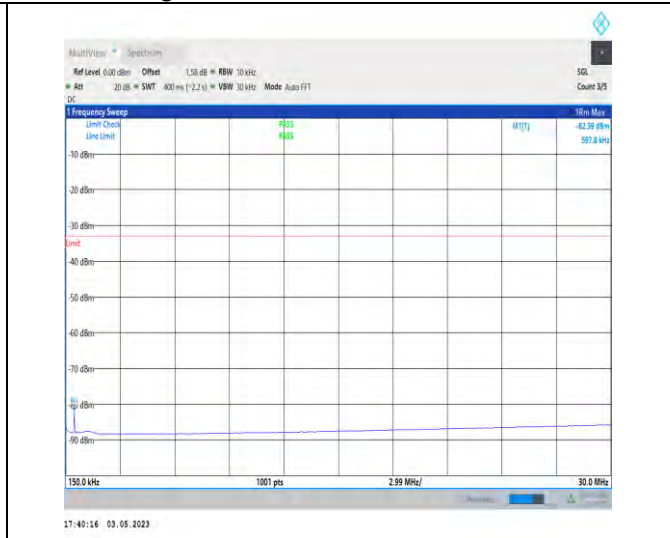 MultiView Spectrum
Ref Level 0.00 dBm Offset 1.58 dB RBW 10 kHz SGL
Att 20 dB SWT 400 ms (~2.2 s) VBW 30 kHz Mode Auto FFT Count 3/5
DC
1 Frequency Sweep 1Rm Max
Limit Check PASS M1[1] -82.39 dBm
Line Limit PASS 597.8 kHz
-10 dBm
-20 dBm
-30 dBm
Limit
-40 dBm
-50 dBm
-60 dBm
-70 dBm
M1
-80 dBm
-90 dBm
150.0 kHz 1001 pts 2.99 MHz/ 30.0 MHz
17:40:16 03.05.2023